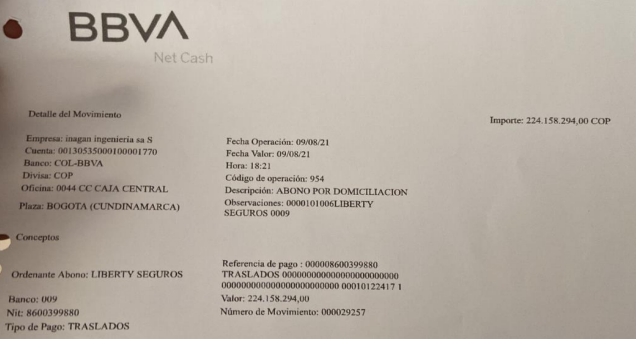 BBVA
Net Cash
Detalle del Movimiento
Importe: 224.158.294,00 COP
Empresa: inagan ingenieria sa S
Cuenta: 00130535000100001770
Banco: COL-BBVA
Divisa: COP
Oficina: 0044 CC CAJA CENTRAL
Plaza: BOGOTA (CUNDINAMARCA)
Fecha Operación: 09/08/21
Fecha Valor: 09/08/21
Hora: 18:21
Código de operación: 954
Descripción: ABONO POR DOMICILIACION
Observaciones: 0000101006LIBERTY
SEGUROS 0009
Conceptos
Ordenante Abono: LIBERTY SEGUROS
Banco: 009
Nit: 8600399880
Tipo de Pago: TRASLADOS
Referencia de pago : 000008600399880
TRASLADOS 000000000000000000000000
000000000000000000000000 00010122417 1
Valor: 224.158.294,00
Número de Movimiento: 000029257